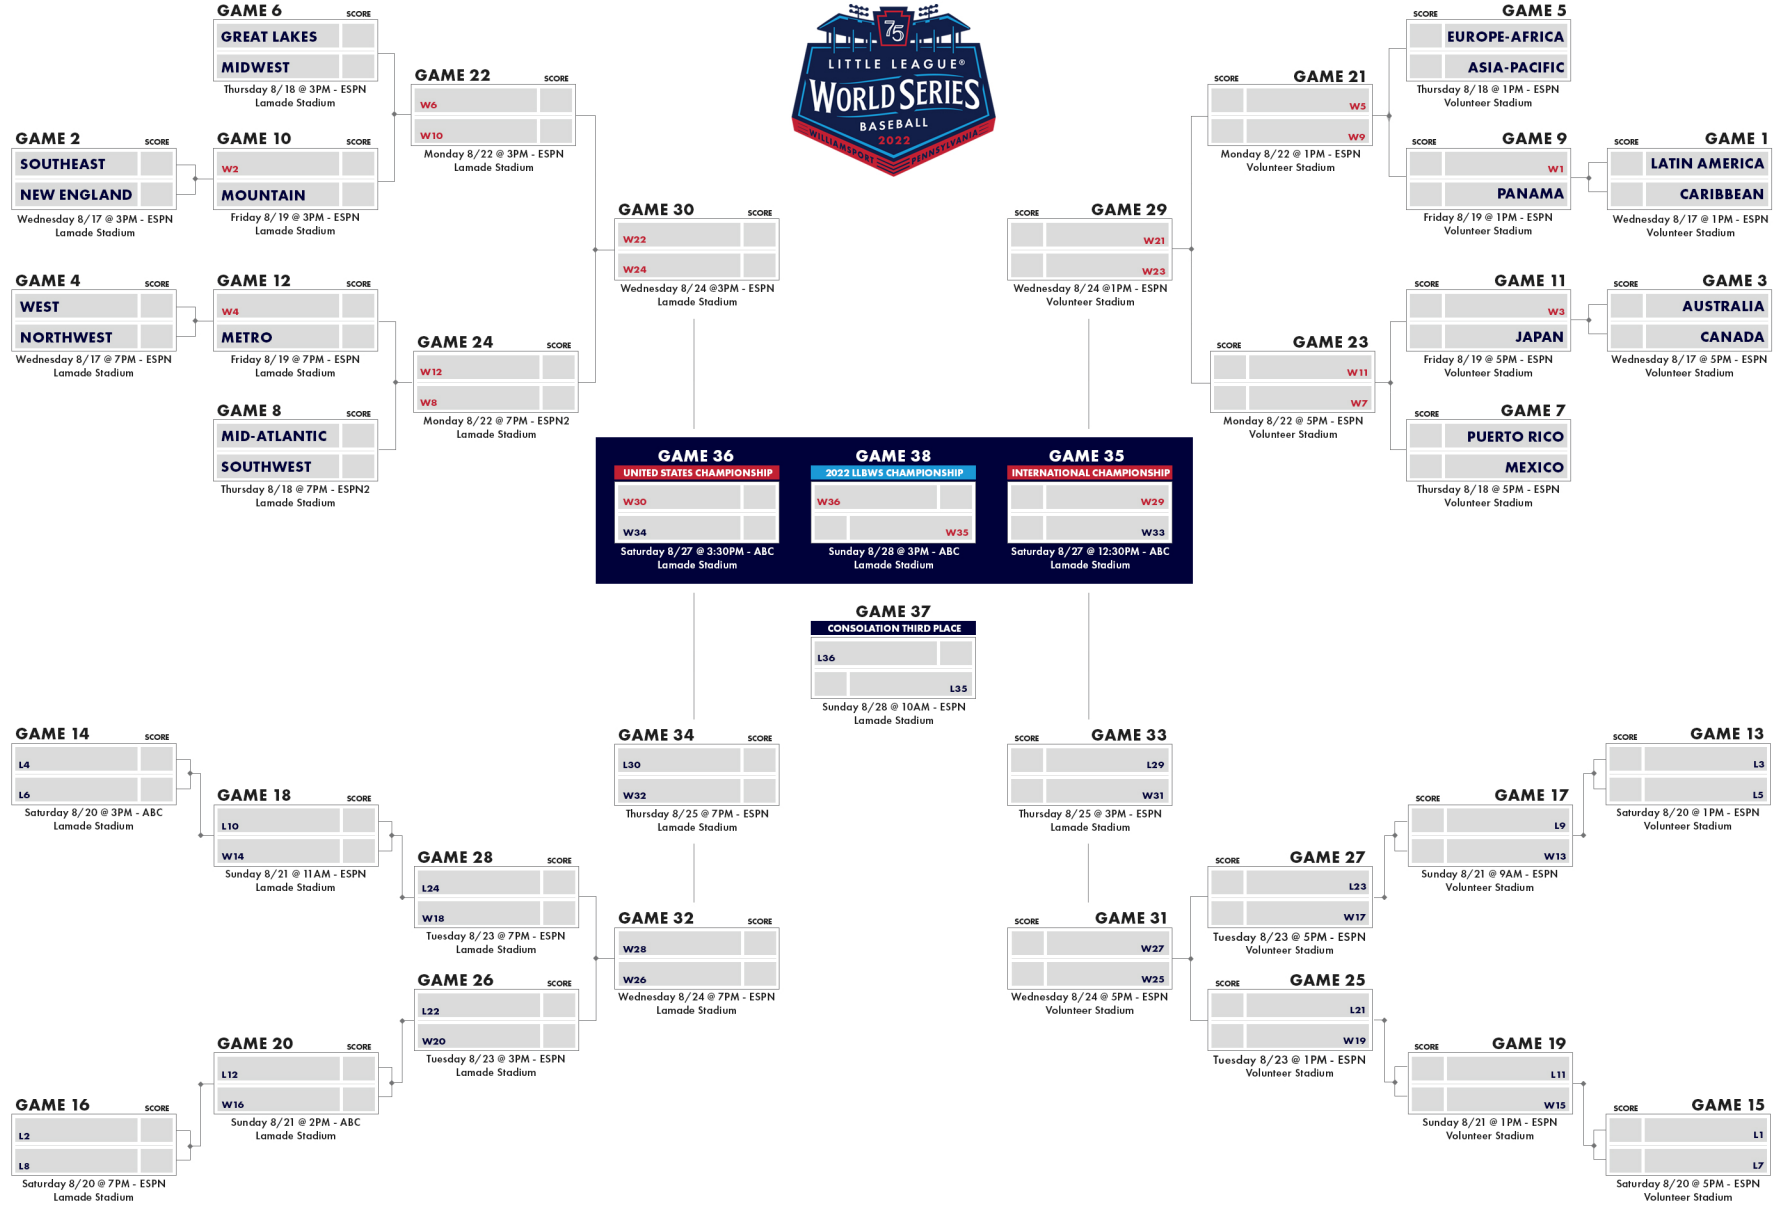 GAME 6
SCORE
GREAT LAKES
MIDWEST
Thursday 8/18 @ 3PM - ESPN
Lamade Stadium
GAME 2
SCORE
SOUTHEAST
NEW ENGLAND
Wednesday 8/17 @ 3PM - ESPN
Lamade Stadium
GAME 10
SCORE
W2
MOUNTAIN
Friday 8/19 @ 3PM - ESPN
Lamade Stadium
GAME 22
SCORE
W6
W10
Monday 8/22 @ 3PM - ESPN
Lamade Stadium
GAME 4
SCORE
WEST
NORTHWEST
Wednesday 8/17 @ 7PM - ESPN
Lamade Stadium
GAME 12
SCORE
W4
METRO
Friday 8/19 @ 7PM - ESPN
Lamade Stadium
GAME 8
SCORE
MID-ATLANTIC
SOUTHWEST
Thursday 8/18 @ 7PM - ESPN2
Lamade Stadium
GAME 24
SCORE
W12
W8
Monday 8/22 @ 7PM - ESPN2
Lamade Stadium
GAME 30
SCORE
W22
W24
Wednesday 8/24 @3PM - ESPN
Lamade Stadium
75
LITTLE LEAGUE®
WORLD SERIES
BASEBALL
2022
WILLIAMSPORT
PENNSYLVANIA
SCORE
GAME 29
W21
W23
Wednesday 8/24 @1PM - ESPN
Volunteer Stadium
SCORE
GAME 21
W5
W9
Monday 8/22 @ 1PM - ESPN
Volunteer Stadium
SCORE
GAME 5
EUROPE-AFRICA
ASIA-PACIFIC
Thursday 8/18 @ 1PM - ESPN
Volunteer Stadium
SCORE
GAME 9
W1
PANAMA
Friday 8/19 @ 1PM - ESPN
Volunteer Stadium
SCORE
GAME 1
LATIN AMERICA
CARIBBEAN
Wednesday 8/17 @ 1PM - ESPN
Volunteer Stadium
SCORE
GAME 23
W11
W7
Monday 8/22 @ 5PM - ESPN
Volunteer Stadium
SCORE
GAME 11
W3
JAPAN
Friday 8/19 @ 5PM - ESPN
Volunteer Stadium
SCORE
GAME 3
AUSTRALIA
CANADA
Wednesday 8/17 @ 5PM - ESPN
Volunteer Stadium
SCORE
GAME 7
PUERTO RICO
MEXICO
Thursday 8/18 @ 5PM - ESPN
Volunteer Stadium
GAME 36
UNITED STATES CHAMPIONSHIP
W30
W34
Saturday 8/27 @ 3:30PM - ABC
Lamade Stadium
GAME 38
2022 LLBWS CHAMPIONSHIP
W36
W35
Sunday 8/28 @ 3PM - ABC
Lamade Stadium
GAME 35
INTERNATIONAL CHAMPIONSHIP
W29
W33
Saturday 8/27 @ 12:30PM - ABC
Lamade Stadium
GAME 37
CONSOLATION THIRD PLACE
L36
L35
Sunday 8/28 @ 10AM - ESPN
Lamade Stadium
GAME 14
SCORE
L4
L6
Saturday 8/20 @ 3PM - ABC
Lamade Stadium
GAME 18
SCORE
L10
W14
Sunday 8/21 @ 11AM - ESPN
Lamade Stadium
GAME 28
SCORE
L24
W18
Tuesday 8/23 @ 7PM - ESPN
Lamade Stadium
GAME 34
SCORE
L30
W32
Thursday 8/25 @ 7PM - ESPN
Lamade Stadium
GAME 32
SCORE
W28
W26
Wednesday 8/24 @ 7PM - ESPN
Lamade Stadium
GAME 26
SCORE
L22
W20
Tuesday 8/23 @ 3PM - ESPN
Lamade Stadium
GAME 20
SCORE
L12
W16
Sunday 8/21 @ 2PM - ABC
Lamade Stadium
GAME 16
SCORE
L2
L8
Saturday 8/20 @ 7PM - ESPN
Lamade Stadium
SCORE
GAME 33
L29
W31
Thursday 8/25 @ 3PM - ESPN
Lamade Stadium
SCORE
GAME 13
L3
L5
Saturday 8/20 @ 1PM - ESPN
Volunteer Stadium
SCORE
GAME 17
L9
W13
Sunday 8/21 @ 9AM - ESPN
Volunteer Stadium
SCORE
GAME 27
L23
W17
Tuesday 8/23 @ 5PM - ESPN
Volunteer Stadium
SCORE
GAME 31
W27
W25
Wednesday 8/24 @ 5PM - ESPN
Volunteer Stadium
SCORE
GAME 25
L21
W19
Tuesday 8/23 @ 1PM - ESPN
Volunteer Stadium
SCORE
GAME 19
L11
W15
Sunday 8/21 @ 1PM - ESPN
Volunteer Stadium
SCORE
GAME 15
L1
L7
Saturday 8/20 @ 5PM - ESPN
Volunteer Stadium